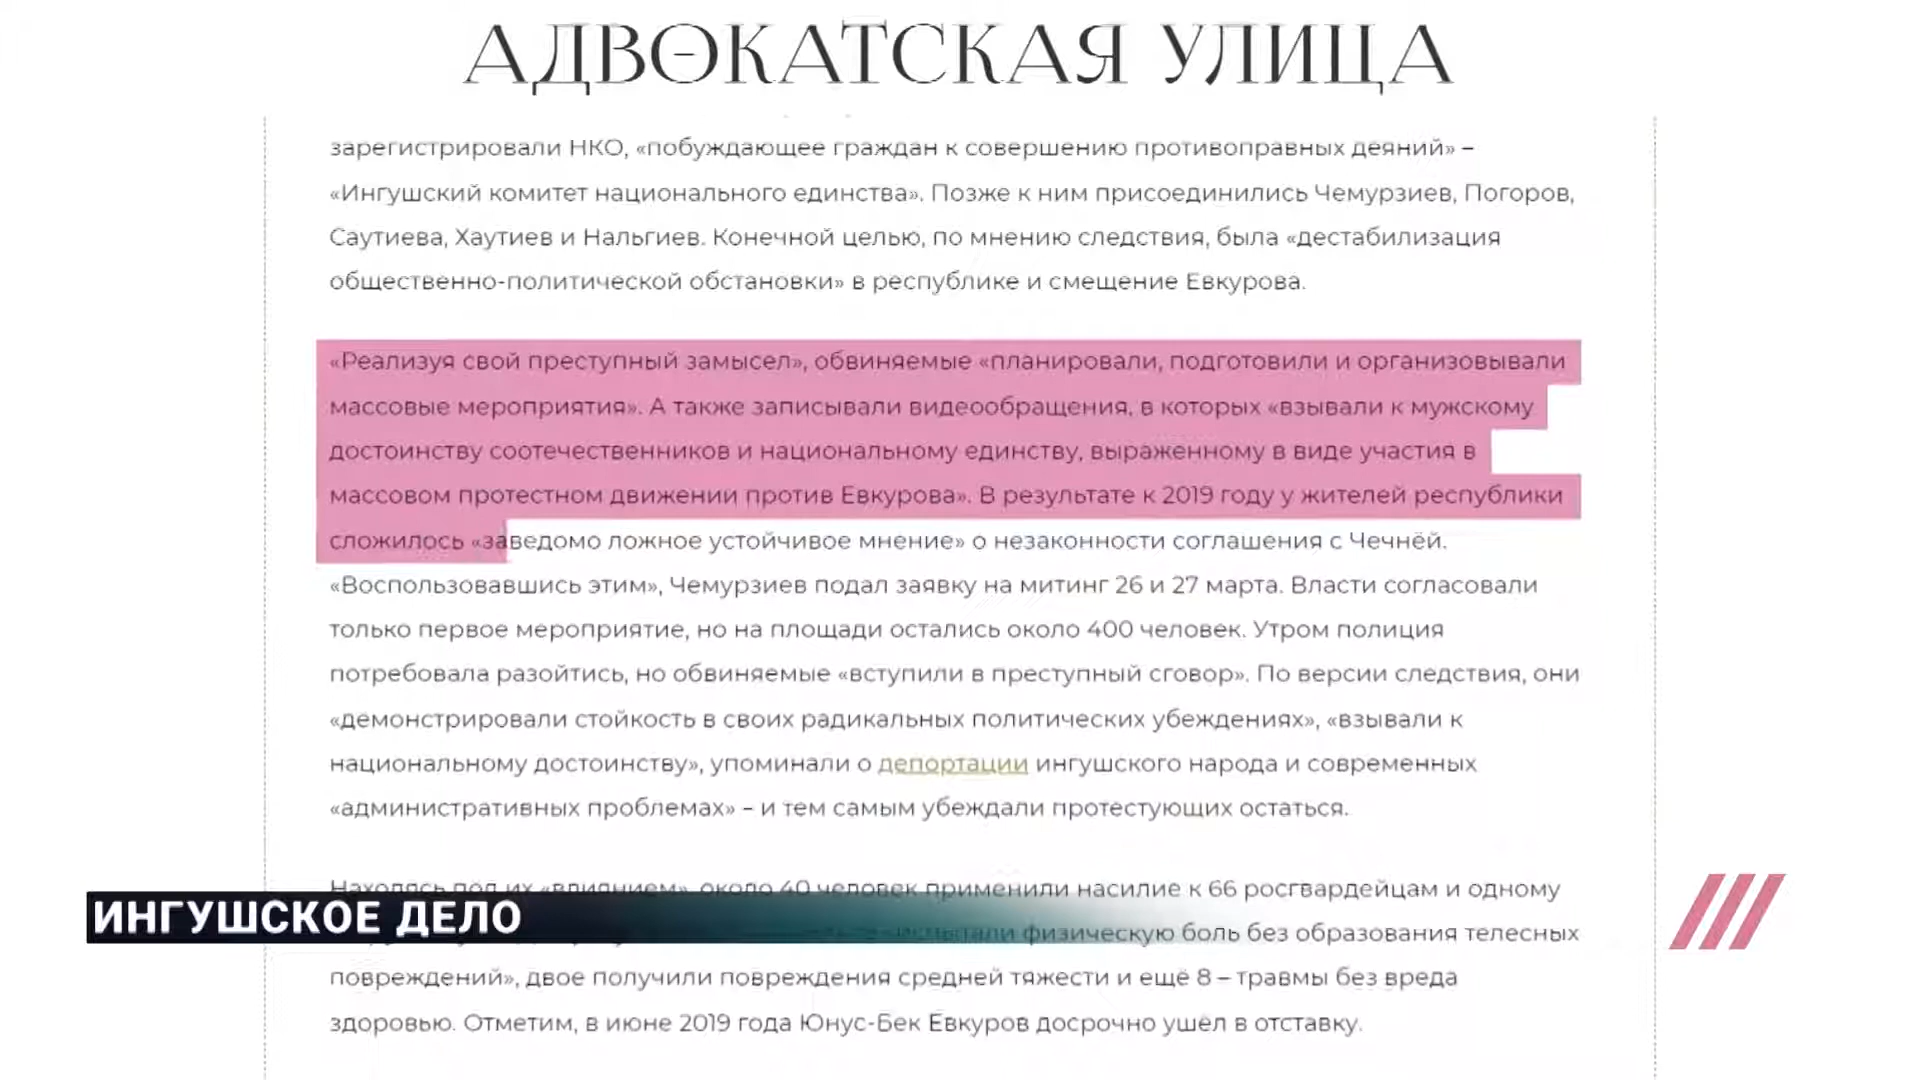 АДВОКАТСКАЯ УЛИЦА
зарегистрировали НКО, «побуждающее граждан к совершению противоправных деяний» –
«Ингушский комитет национального единства». Позже к ним присоединились Чемурзиев, Погоров,
Саутиева, Хаутиев и Нальгиев. Конечной целью, по мнению следствия, была «дестабилизация
общественно-политической обстановки» в республике и смещение Евкурова.
«Реализуя свой преступный замысел», обвиняемые «планировали, подготовили и организовывали
массовые мероприятия». А также записывали видеообращения, в которых «взывали к мужскому
достоинству соотечественников и национальному единству, выраженному в виде участия в
массовом протестном движении против Евкурова». В результате к 2019 году у жителей республики
сложилось «заведомо ложное устойчивое мнение» о незаконности соглашения с Чечнёй.
«Воспользовавшись этим», Чемурзиев подал заявку на митинг 26 и 27 марта. Власти согласовали
только первое мероприятие, но на площади остались около 400 человек. Утром полиция
потребовала разойтись, но обвиняемые «вступили в преступный сговор». По версии следствия, они
«демонстрировали стойкость в своих радикальных политических убеждениях», «взывали к
национальному достоинству», упоминали о депортации ингушского народа и современных
«административных проблемах» – и тем самым убеждали протестующих остаться.
Находясь под их «влиянием», около 40 человек применили насилие к 66 росгвардейцам и одному
испытали физическую боль без образования телесных
повреждений», двое получили повреждения средней тяжести и ещё 8 – травмы без вреда
здоровью. Отметим, в июне 2019 года Юнус-Бек Евкуров досрочно ушёл в отставку.
ИНГУШСКОЕ ДЕЛО